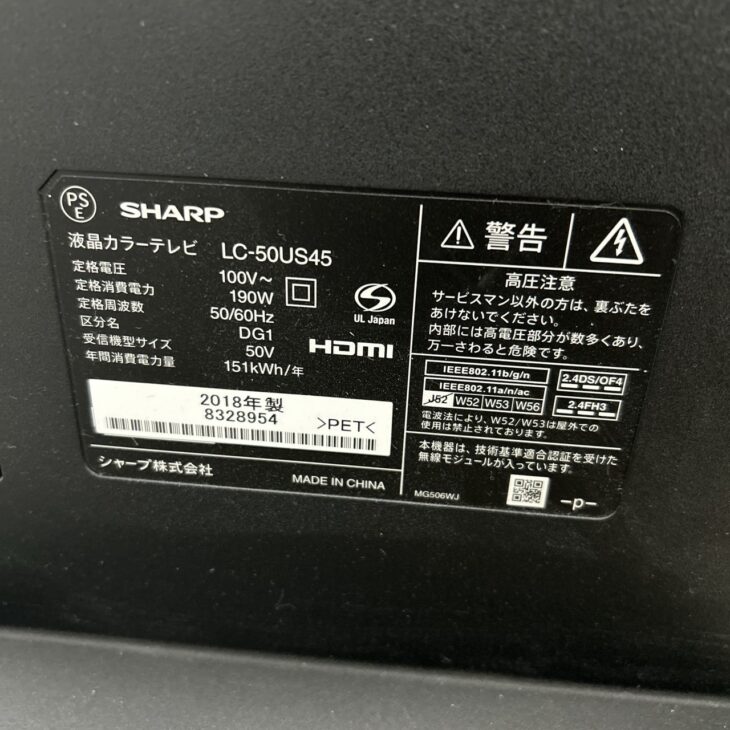 PS
E
SHARP
液晶カラーテレビ LC-50US45
定格電圧 100V~
定格消費電力 190W
定格周波数 50/60Hz
区分名 DG1
受信機型サイズ 50V
年間消費電力量 151kWh/年
UL Japan
HDMI
2018年製
8328954
>PET<
シャープ株式会社
MADE IN CHINA
警告
高圧注意
サービスマン以外の方は、裏ぶたを
あけないでください。
内部には高電圧部分が数多くあり、
万一さわると危険です。
IEEE802.11b/g/n
IEEE802.11a/n/ac
J52 W52 W53 W56
2.4DS/OF4
2.4FH3
電波法により、W52/W53は屋外での
使用は禁止されております。
本機器は、技術基準適合認証を受けた
無線モジュールが入っています。
MG506WJ
-p-